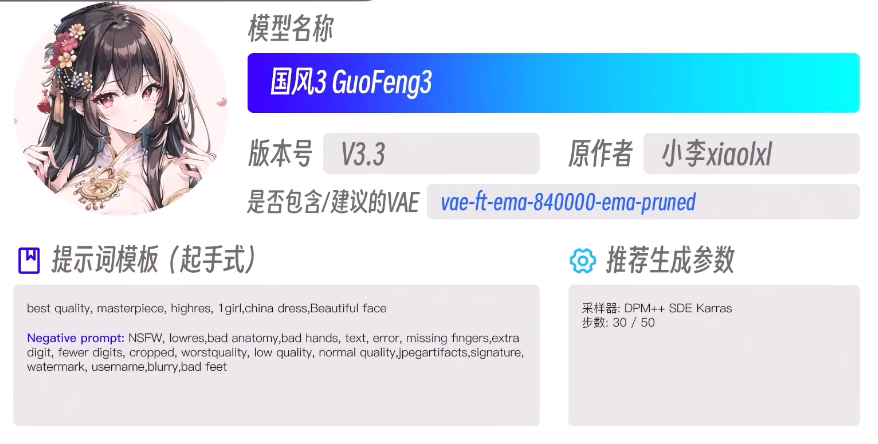 模型名称
国风3 GuoFeng3
版本号 V3.3 原作者 小李xiaolxl
是否包含/建议的VAE vae-ft-ema-840000-ema-pruned
提示词模板（起手式）
best quality, masterpiece, highres, 1girl,china dress,Beautiful face
Negative prompt: NSFW, lowres,bad anatomy,bad hands, text, error, missing fingers,extra
digit, fewer digits, cropped, worstquality, low quality, normal quality,jpegartifacts,signature,
watermark, username,blurry,bad feet
推荐生成参数
采样器: DPM++ SDE Karras
步数: 30 / 50